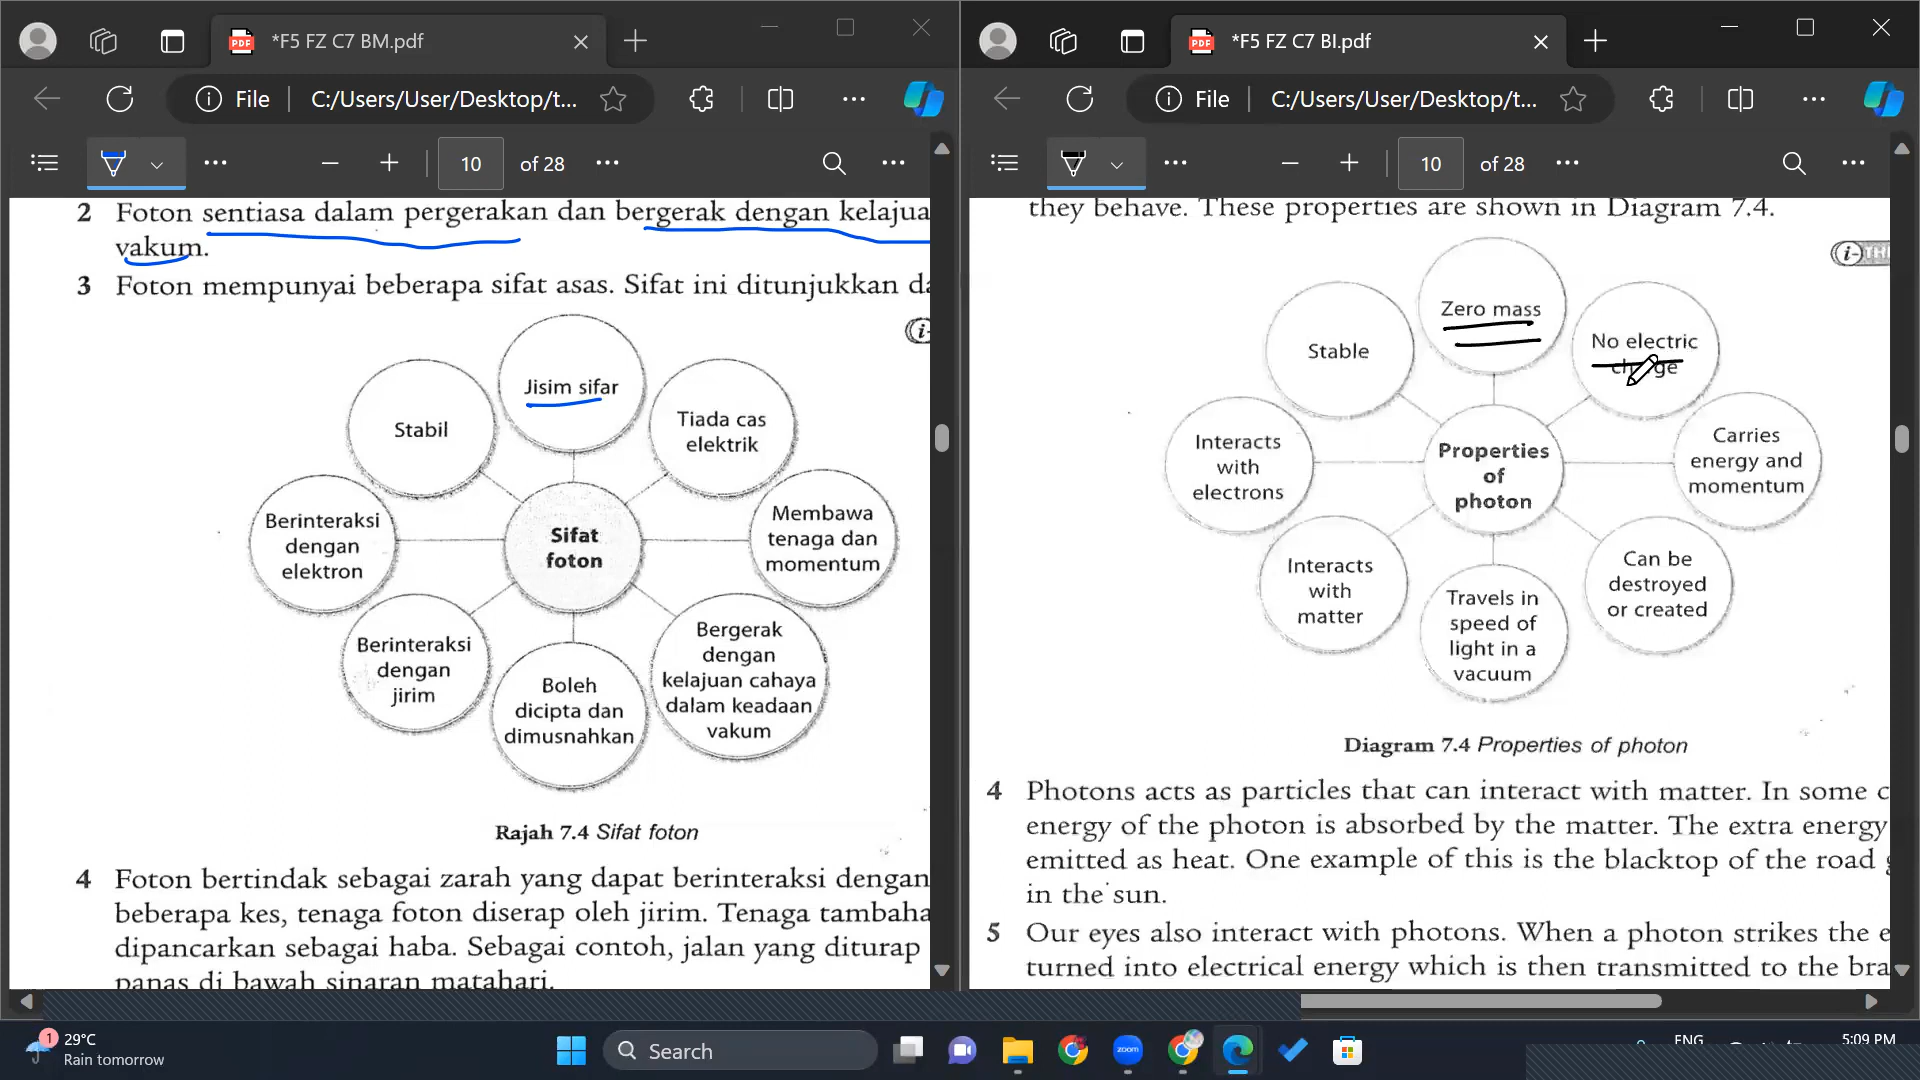 *F5 FZ C7 BM.pdf
File
C:/Users/User/Desktop/t...
10 of 28
2 Foton sentiasa dalam pergerakan dan bergerak dengan kelajua
vakum.
3 Foton mempunyai beberapa sifat asas. Sifat ini ditunjukkan da
Jisim sifar
Stabil
Tiada cas
elektrik
Berinteraksi
dengan
elektron
Sifat
foton
Membawa
tenaga dan
momentum
Berinteraksi
dengan
jirim
Boleh
dicipta dan
dimusnahkan
Bergerak
dengan
kelajuan cahaya
dalam keadaan
vakum
Rajah 7.4 Sifat foton
4 Foton bertindak sebagai zarah yang dapat berinteraksi dengan
beberapa kes, tenaga foton diserap oleh jirim. Tenaga tambaha
dipancarkan sebagai haba. Sebagai contoh, jalan yang diturap
panas di bawah sinaran matahari.
*F5 FZ C7 BI.pdf
File
C:/Users/User/Desktop/t...
10 of 28
they behave. These properties are shown in Diagram 7.4.
i-TH
Zero mass
Stable
No electric
charge
Interacts
with
electrons
Properties
of
photon
Carries
energy and
momentum
Interacts
with
matter
Travels in
speed of
light in a
vacuum
Can be
destroyed
or created
Diagram 7.4 Properties of photon
4 Photons acts as particles that can interact with matter. In some c
energy of the photon is absorbed by the matter. The extra energy
emitted as heat. One example of this is the blacktop of the road
in the sun.
5 Our eyes also interact with photons. When a photon strikes the e
turned into electrical energy which is then transmitted to the bra
1
29°C
Rain tomorrow
Search
zoom
ENG
5:09 PM